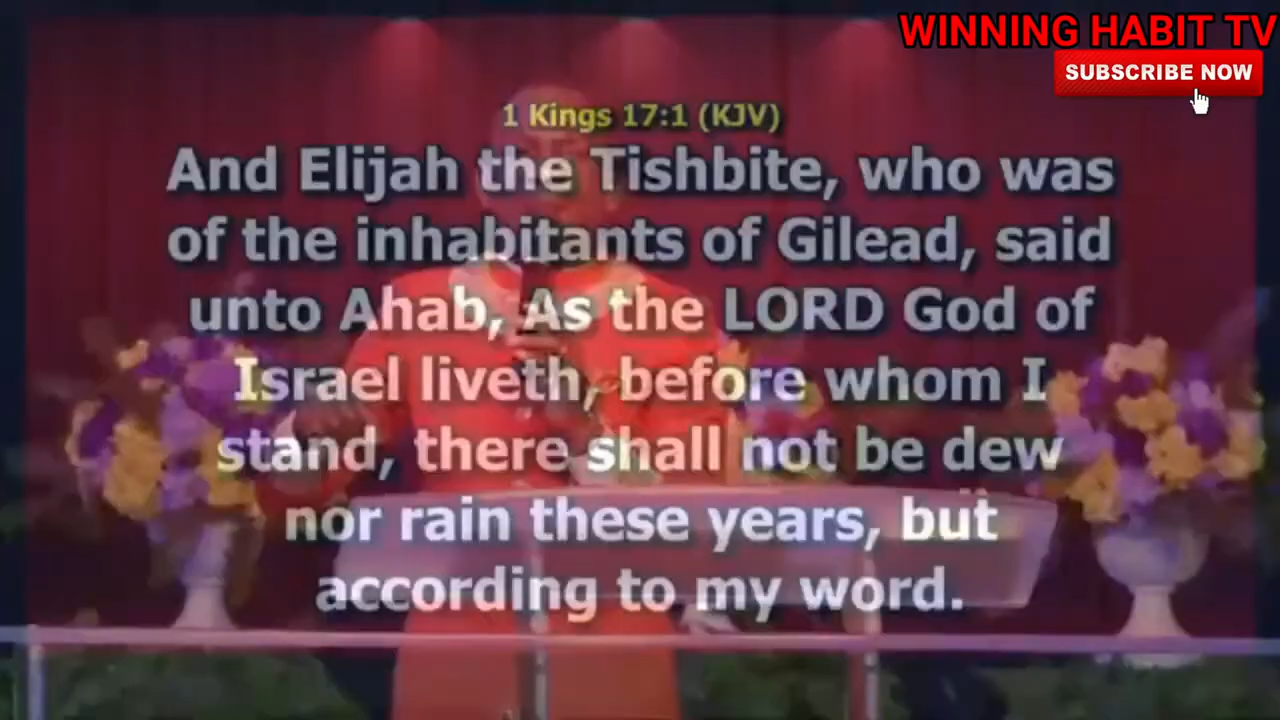 WINNING HABIT TV
SUBSCRIBE NOW
1 Kings 17:1 (KJV)
And Elijah the Tishbite, who was
of the inhabitants of Gilead, said
unto Ahab, As the LORD God of
Israel liveth, before whom I
stand, there shall not be dew
nor rain these years, but
according to my word.